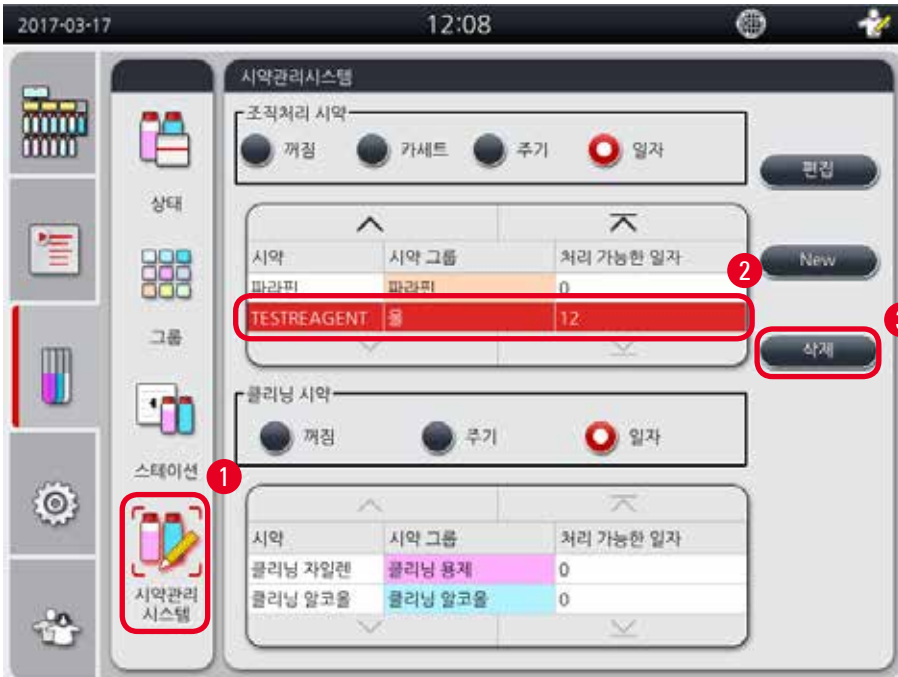 2017-03-17 12:08
시약관리시스템
조직처리 시약
꺼짐 카세트 주기 일자
편집
상태
시약 시약 그룹 처리 가능한 일자
2
New
파라핀 파라핀 0
TESTREAGENT 물 12
3
삭제
그룹
클리닝 시약
꺼짐 주기 일자
스테이션
1
시약 시약 그룹 처리 가능한 일자
클리닝 자일렌 클리닝 용제 0
클리닝 알코올 클리닝 알코올 0
시약관리
시스템